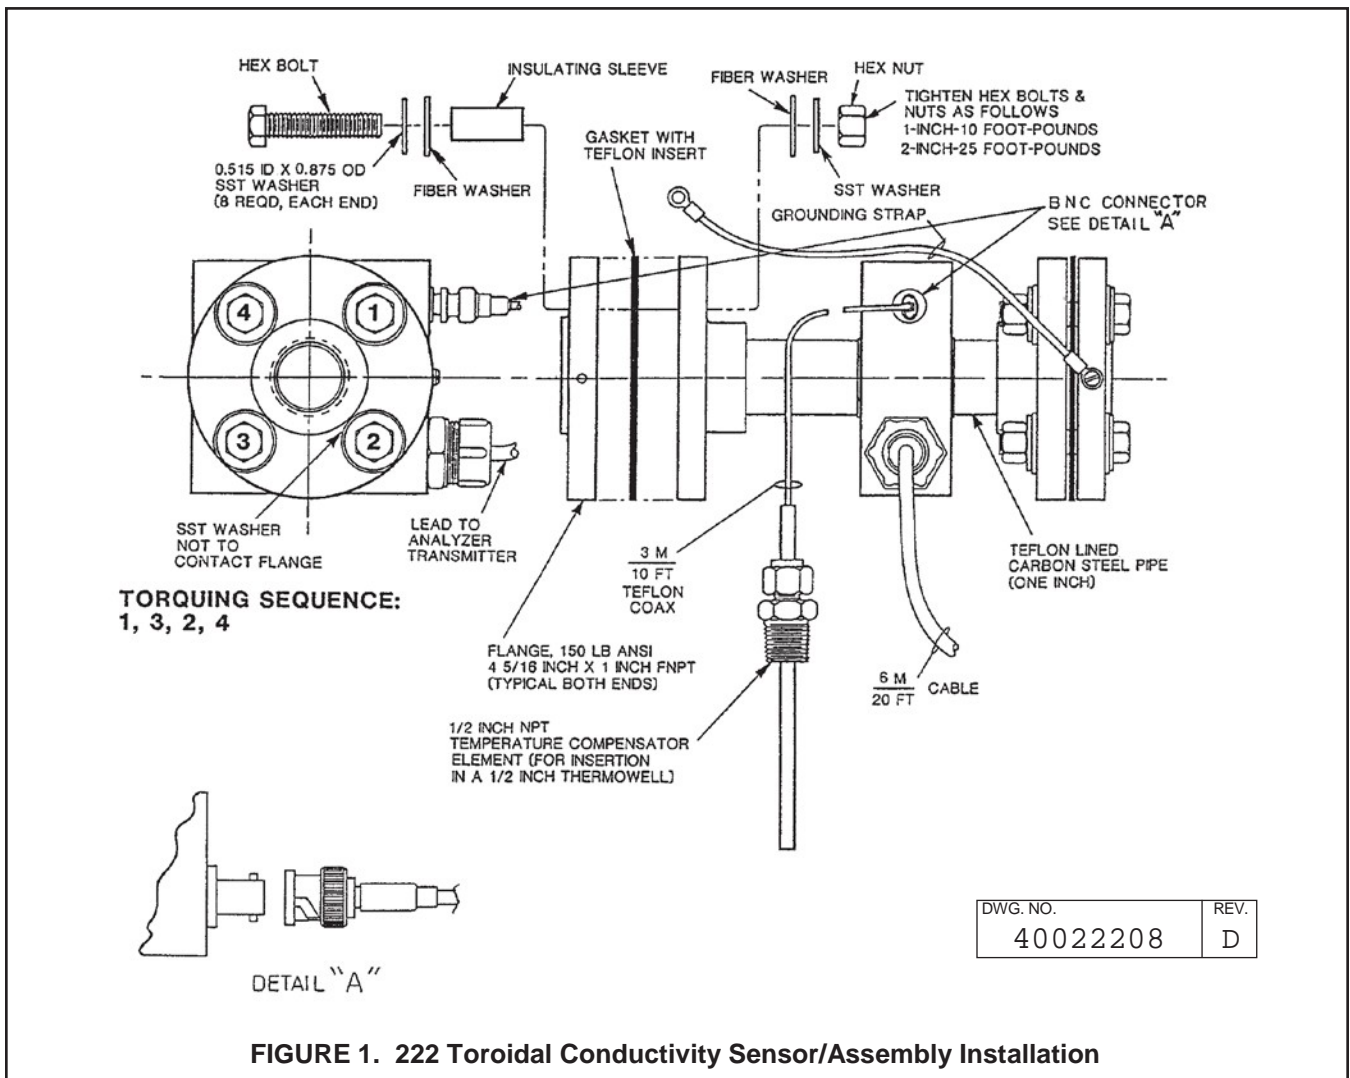 HEX BOLT
INSULATING SLEEVE
FIBER WASHER
HEX NUT
TIGHTEN HEX BOLTS &
NUTS AS FOLLOWS
1-INCH-10 FOOT-POUNDS
2-INCH-25 FOOT-POUNDS
GASKET WITH
TEFLON INSERT
0.515 ID X 0.875 OD
SST WASHER
(8 REQD, EACH END)
FIBER WASHER
SST WASHER
GROUNDING STRAP
BNC CONNECTOR
SEE DETAIL "A"
4
1
3
2
SST WASHER
NOT TO
CONTACT FLANGE
LEAD TO
ANALYZER
TRANSMITTER
3 M
10 FT
TEFLON
COAX
TEFLON LINED
CARBON STEEL PIPE
(ONE INCH)
TORQUING SEQUENCE:
1, 3, 2, 4
FLANGE, 150 LB ANSI
4 5/16 INCH X 1 INCH FNPT
(TYPICAL BOTH ENDS)
6 M
20 FT
CABLE
1/2 INCH NPT
TEMPERATURE COMPENSATOR
ELEMENT (FOR INSERTION
IN A 1/2 INCH THERMOWELL)
DETAIL "A"
DWG. NO.
REV.
40022208
D
FIGURE 1. 222 Toroidal Conductivity Sensor/Assembly Installation